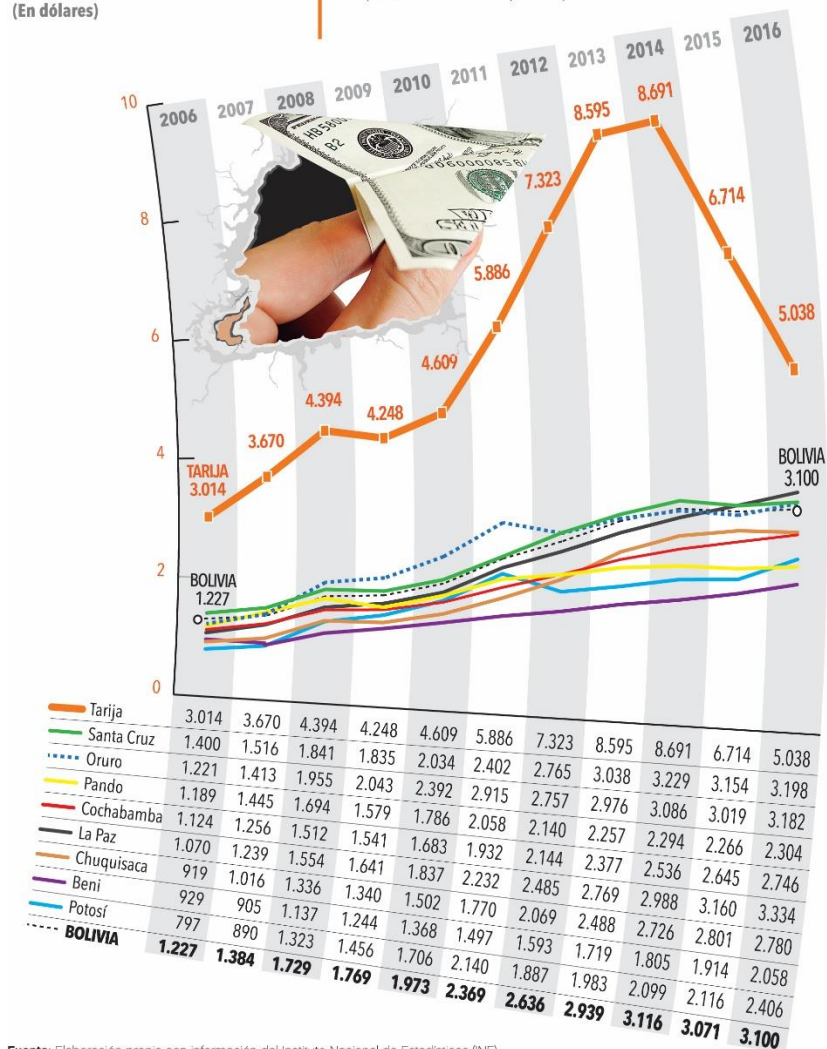 (En dólares)
2006 2007 2008 2009 2010 2011 2012 2013 2014 2015 2016
10
8
6
4
2
0
TARIJA
3.014
3.670
4.394
4.248
4.609
5.886
7.323
8.595
8.691
6.714
5.038
BOLIVIA
1.227
BOLIVIA
3.100
HB 5800
B2
Tarija 3.014 3.670 4.394 4.248 4.609 5.886 7.323 8.595 8.691 6.714 5.038
Santa Cruz 1.400 1.516 1.841 1.835 2.034 2.402 2.765 3.038 3.229 3.154 3.198
Oruro 1.221 1.413 1.955 2.043 2.392 2.915 2.757 2.976 3.086 3.019 3.182
Pando 1.189 1.445 1.694 1.579 1.786 2.058 2.140 2.257 2.294 2.266 2.304
Cochabamba 1.124 1.256 1.512 1.541 1.683 1.932 2.144 2.377 2.536 2.645 2.746
La Paz 1.070 1.239 1.554 1.641 1.837 2.232 2.485 2.769 2.988 3.160 3.334
Chuquisaca 919 1.016 1.336 1.340 1.502 1.770 2.069 2.488 2.726 2.801 2.780
Beni 929 905 1.137 1.244 1.368 1.497 1.593 1.719 1.805 1.914 2.058
Potosí 797 890 1.323 1.456 1.706 2.140 1.887 1.983 2.099 2.116 2.406
BOLIVIA 1.227 1.384 1.729 1.769 1.973 2.369 2.636 2.939 3.116 3.071 3.100
Fuente: Elaboración propia con información del Instituto Nacional de Estadísticas (INE)